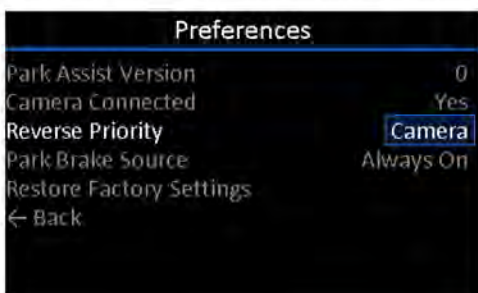 Preferences
Park Assist Version 0
Camera Connected Yes
Reverse Priority Camera
Park Brake Source Always On
Restore Factory Settings
← Back